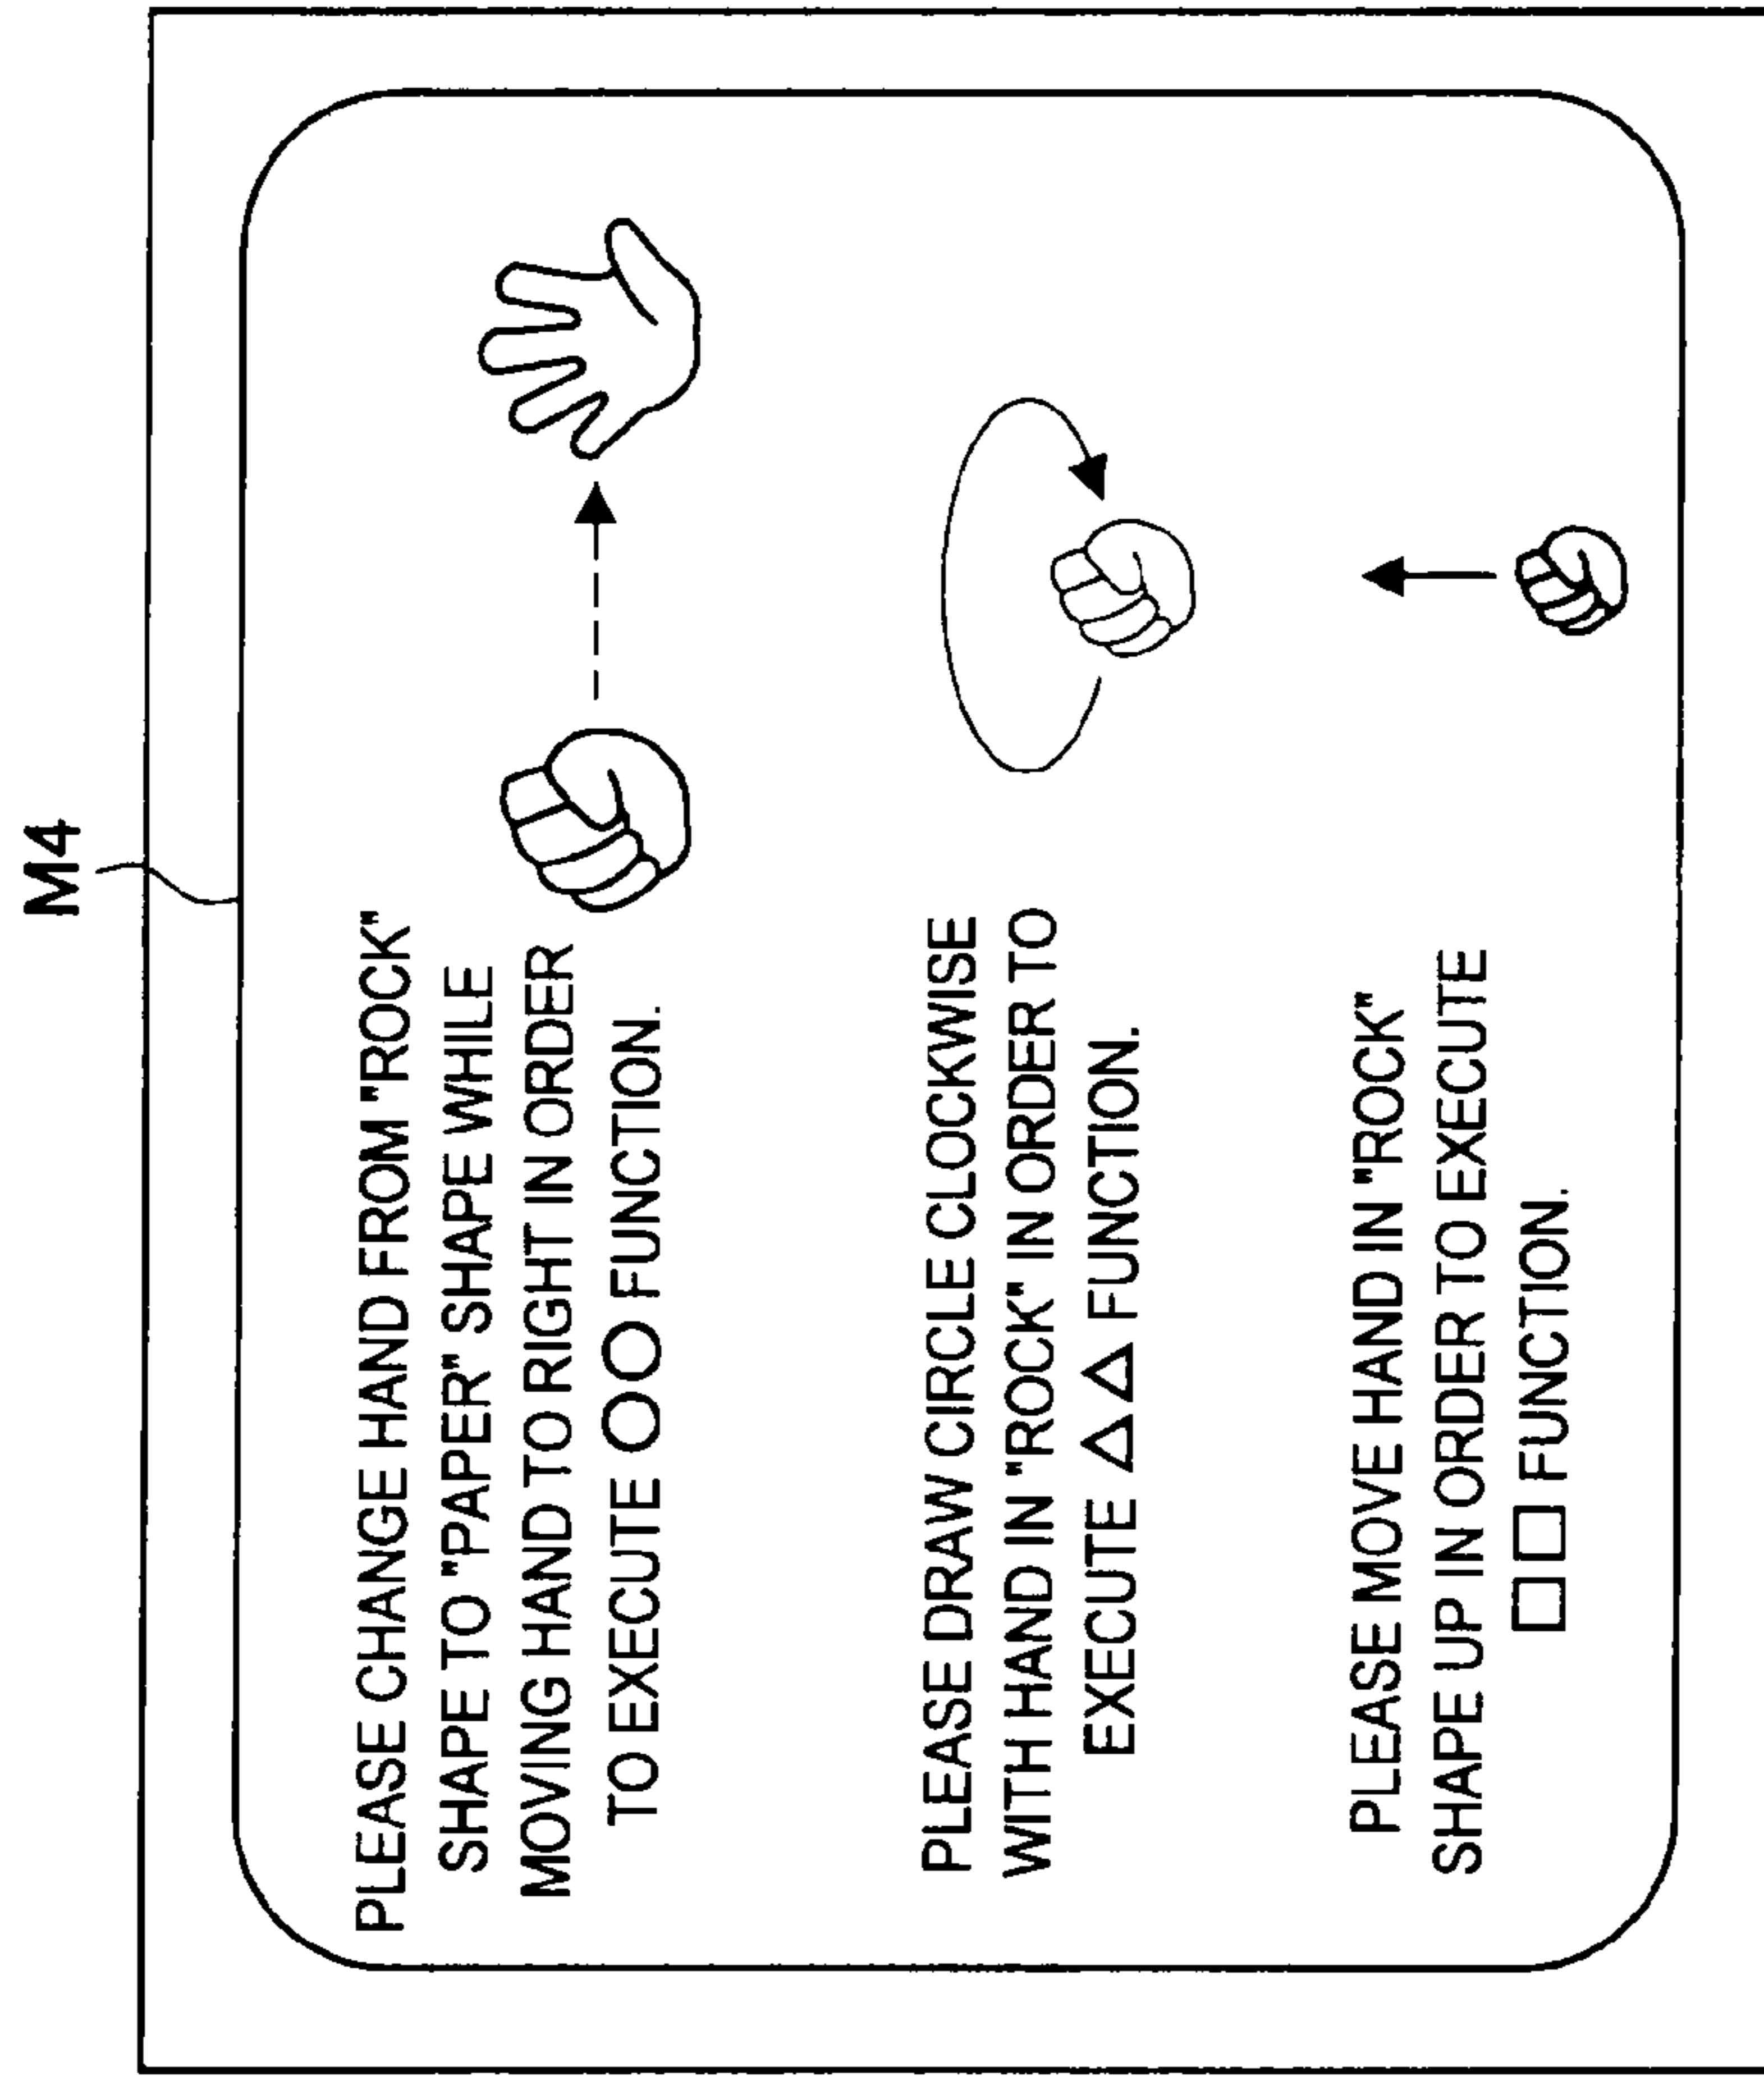 M4
PLEASE CHANGE HAND FROM "ROCK"
SHAPE TO "PAPER" SHAPE WHILE
MOVING HAND TO RIGHT IN ORDER
TO EXECUTE ○○ FUNCTION.
PLEASE DRAW CIRCLE CLOCKWISE
WITH HAND IN "ROCK" IN ORDER TO
EXECUTE △△ FUNCTION.
PLEASE MOVE HAND IN "ROCK"
SHAPE UP IN ORDER TO EXECUTE
□□ FUNCTION.